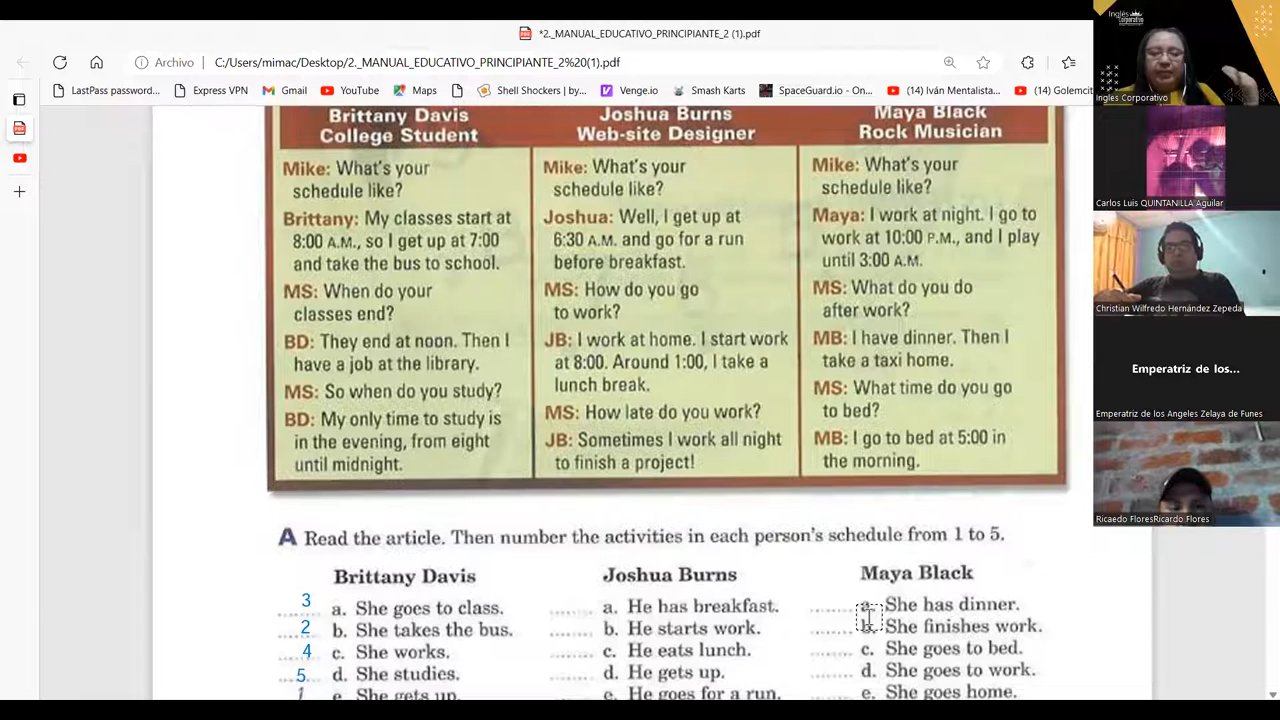 *2._MANUAL_EDUCATIVO_PRINCIPIANTE_2 (1).pdf
Archivo
C:/Users/mimac/Desktop/2._MANUAL_EDUCATIVO_PRINCIPIANTE_2%20(1).pdf
LastPass password...
Express VPN
Gmail
YouTube
Maps
Shell Shockers | by...
Venge.io
Smash Karts
SpaceGuard.io - On...
(14) Iván Mentalista...
(14) Golemcit
Brittany Davis
College Student
Mike: What's your
schedule like?
Brittany: My classes start at
8:00 A.M., so I get up at 7:00
and take the bus to school.
MS: When do your
classes end?
BD: They end at noon. Then I
have a job at the library.
MS: So when do you study?
BD: My only time to study is
in the evening, from eight
until midnight.
Joshua Burns
Web-site Designer
Mike: What's your
schedule like?
Joshua: Well, I get up at
6:30 A.M. and go for a run
before breakfast.
MS: How do you go
to work?
JB: I work at home. I start work
at 8:00. Around 1:00, I take a
lunch break.
MS: How late do you work?
JB: Sometimes I work all night
to finish a project!
Maya Black
Rock Musician
Mike: What's your
schedule like?
Maya: I work at night. I go to
work at 10:00 P.M., and I play
until 3:00 A.M.
MS: What do you do
after work?
MB: I have dinner. Then I
take a taxi home.
MS: What time do you go
to bed?
MB: I go to bed at 5:00 in
the morning.
A Read the article. Then number the activities in each person's schedule from 1 to 5.
Brittany Davis
3 a. She goes to class.
2 b. She takes the bus.
4 c. She works.
5 d. She studies.
1 e. She gets up.
Joshua Burns
a. He has breakfast.
b. He starts work.
c. He eats lunch.
d. He gets up.
e. He goes for a run.
Maya Black
a. She has dinner.
She finishes work.
c. She goes to bed.
d. She goes to work.
e. She goes home.
Inglés
Corporativo
Inglés Corporativo
Carlos Luis QUINTANILLA Aguilar
Christian Wilfredo Hernández Zepeda
Emperatriz de los...
Emperatriz de los Angeles Zelaya de Funes
Ricaedo FloresRicardo Flores